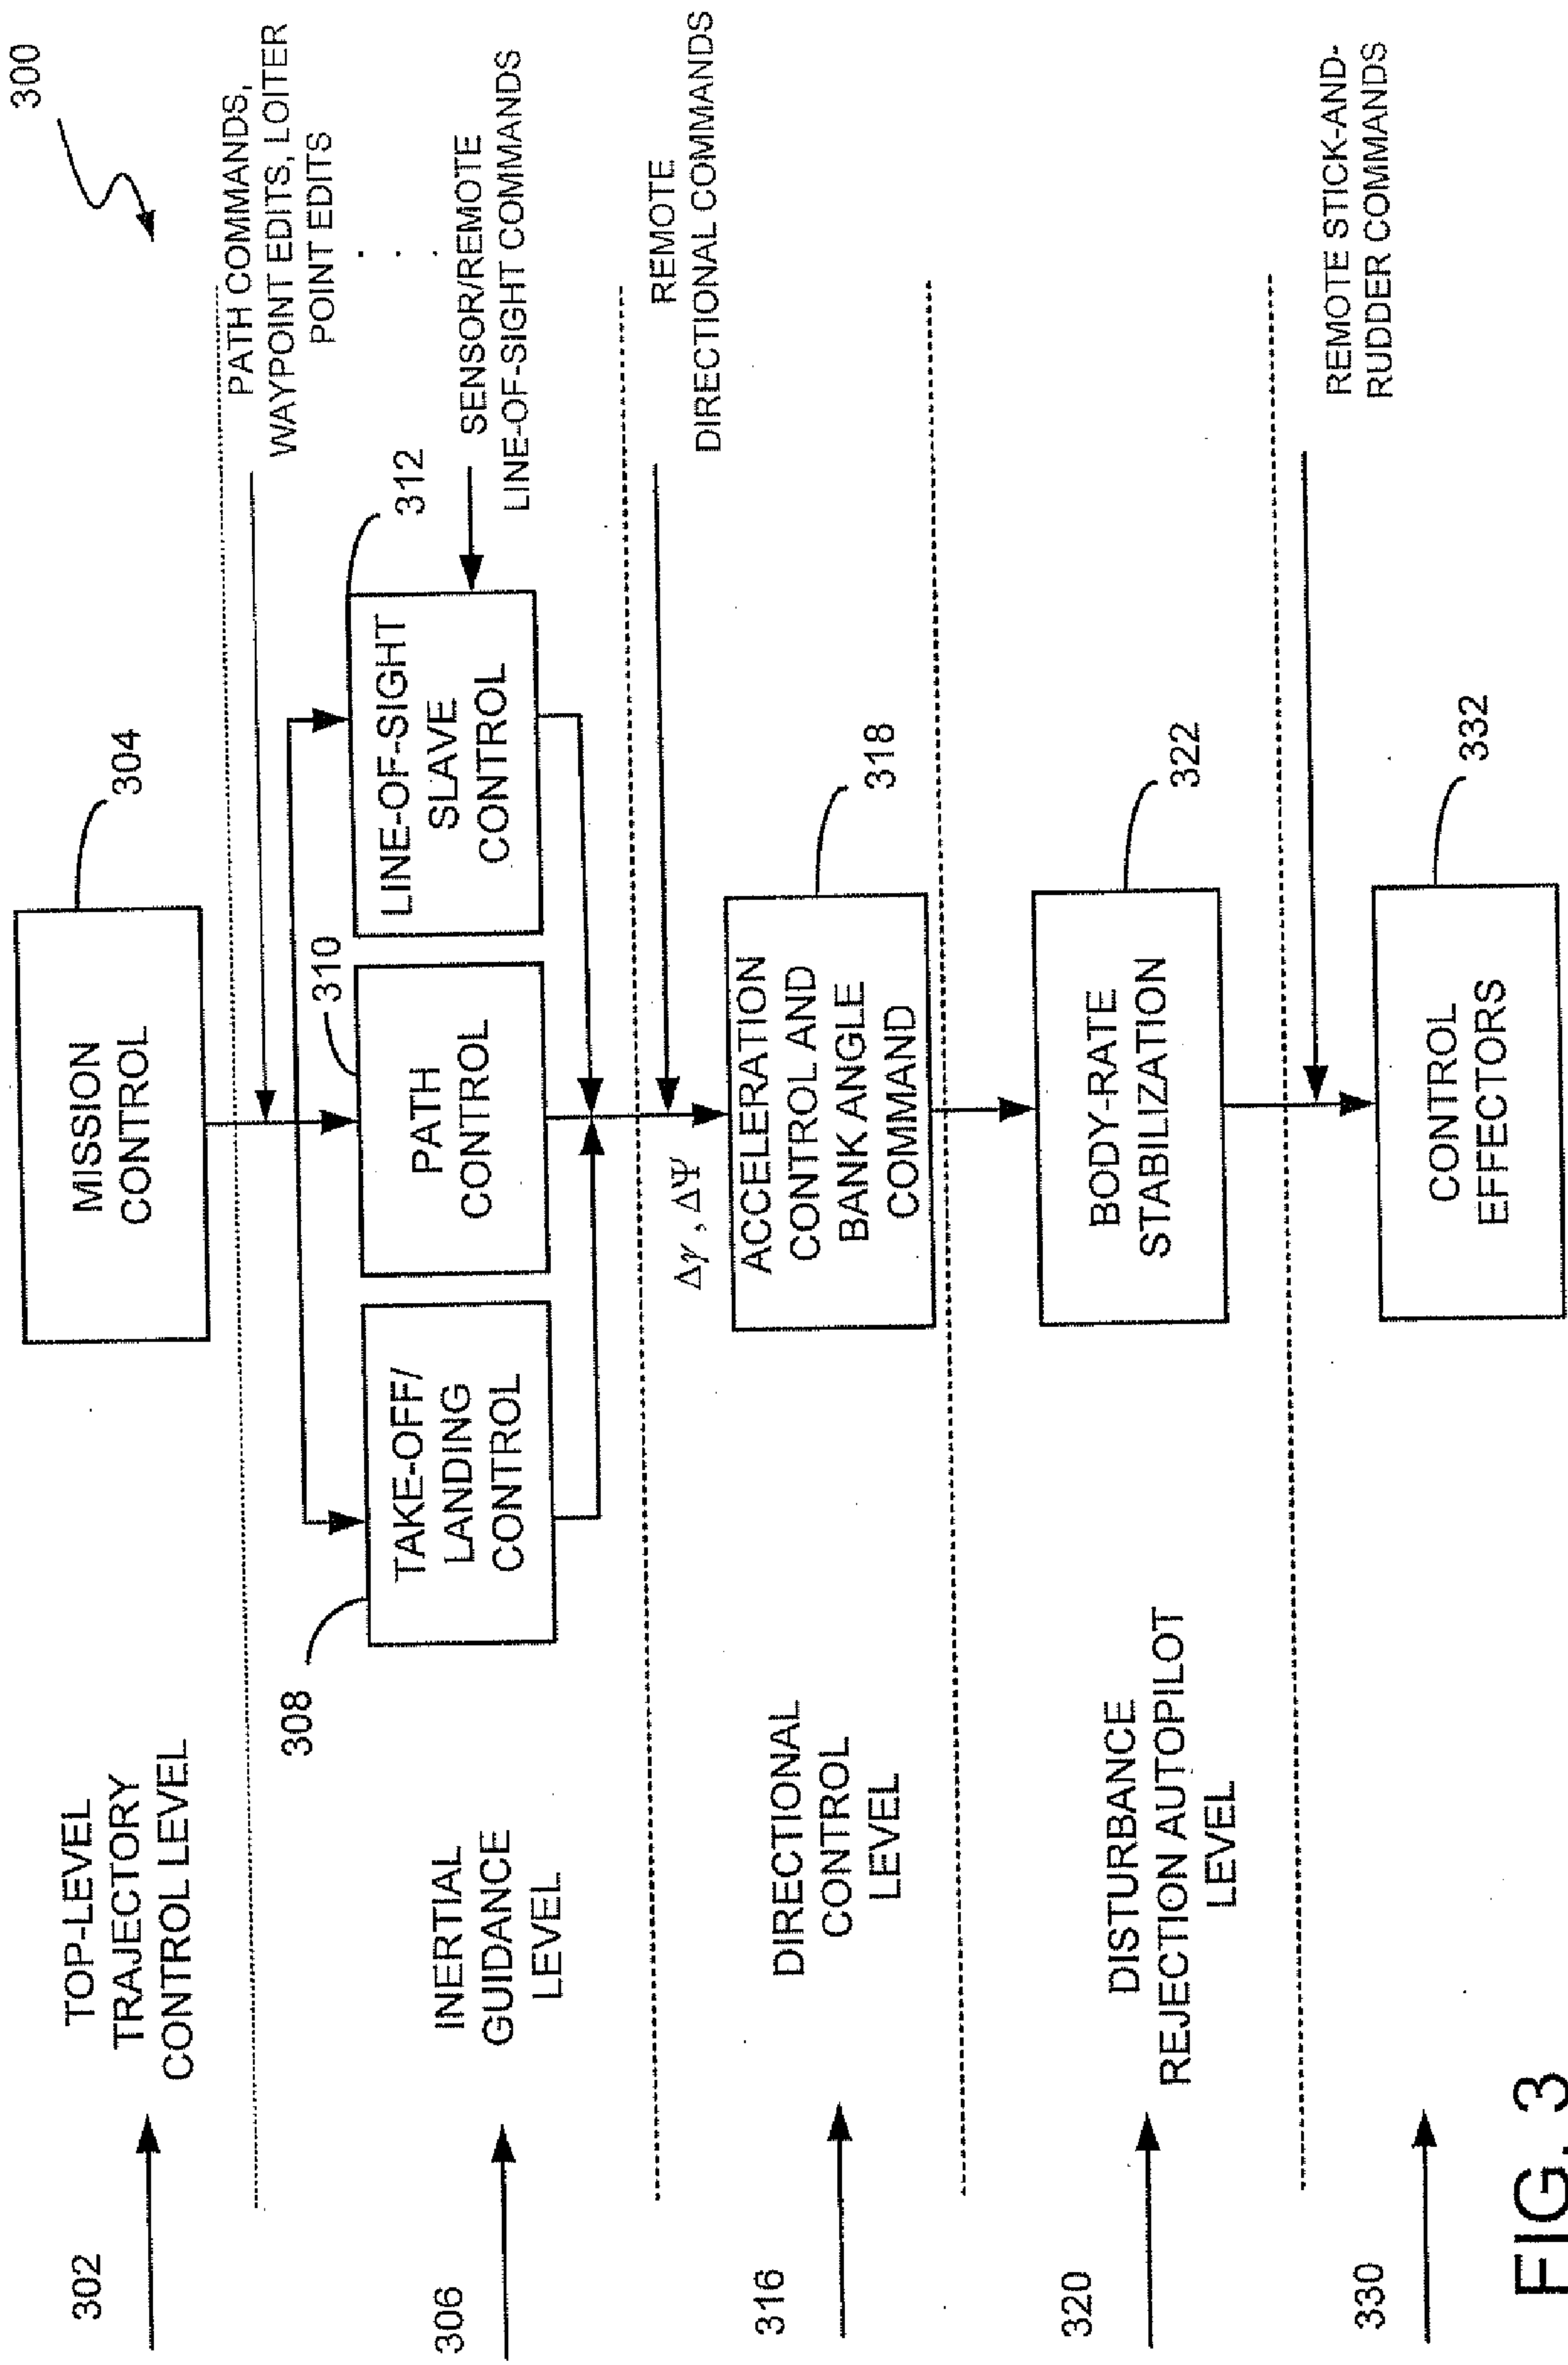 300
302
TOP-LEVEL
TRAJECTORY
CONTROL LEVEL
MISSION
CONTROL
304
PATH COMMANDS,
WAYPOINT EDITS, LOITER
POINT EDITS
306
INERTIAL
GUIDANCE
LEVEL
308
TAKE-OFF/
LANDING
CONTROL
310
PATH
CONTROL
312
LINE-OF-SIGHT
SLAVE
CONTROL
SENSOR/REMOTE
LINE-OF-SIGHT COMMANDS
REMOTE
DIRECTIONAL COMMANDS
Δγ , ΔΨ
316
DIRECTIONAL
CONTROL
LEVEL
ACCELERATION
CONTROL AND
BANK ANGLE
COMMAND
318
320
DISTURBANCE
REJECTION AUTOPILOT
LEVEL
BODY-RATE
STABILIZATION
322
REMOTE STICK-AND-
RUDDER COMMANDS
330
CONTROL
EFFECTORS
332
FIG. 3